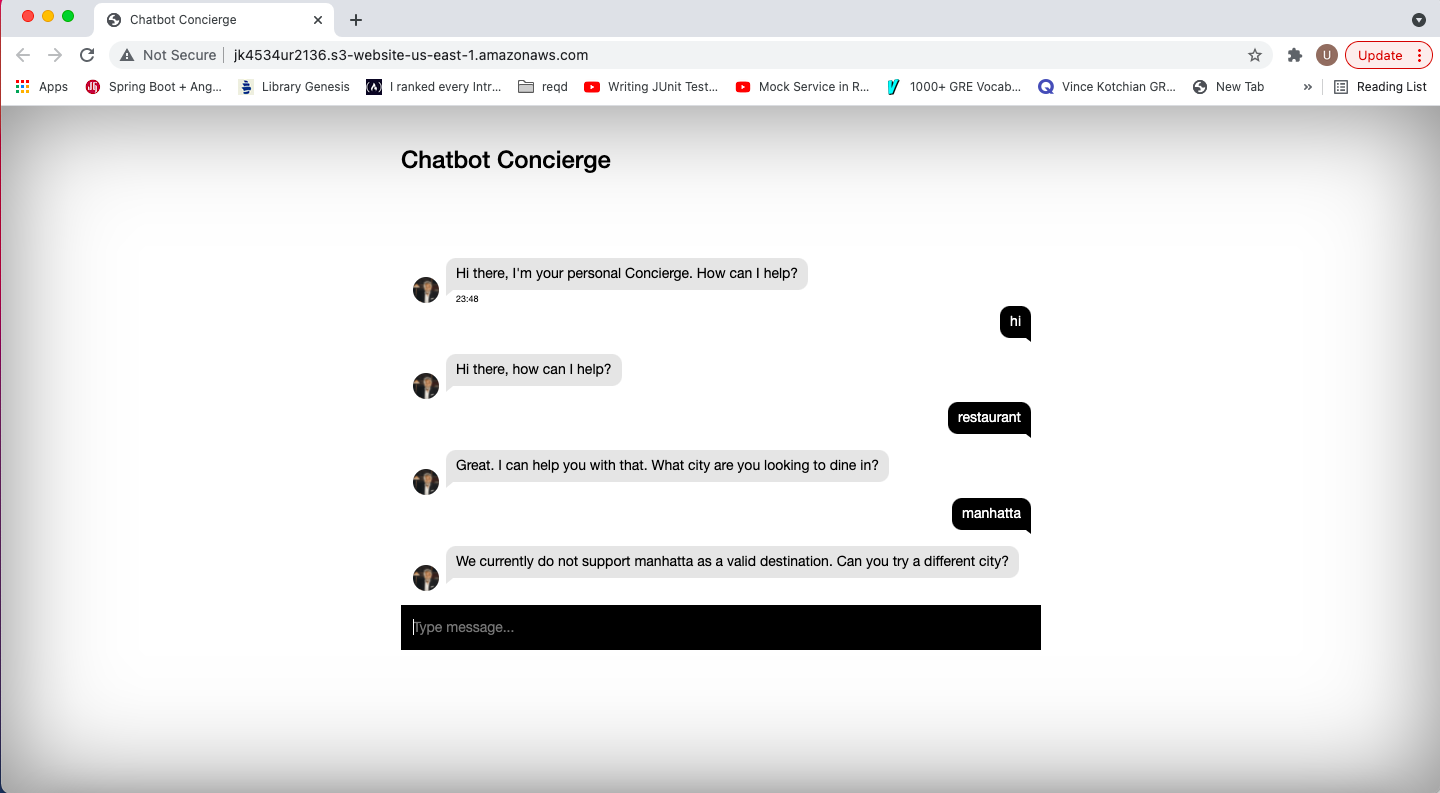 Chatbot Concierge
Not Secure jk4534ur2136.s3-website-us-east-1.amazonaws.com U Update
Apps Spring Boot + Ang... Library Genesis I ranked every Intr... reqd Writing JUnit Test... Mock Service in R... 1000+ GRE Vocab... Vince Kotchian GR... New Tab » Reading List
Chatbot Concierge
Hi there, I'm your personal Concierge. How can I help?
23:48
hi
Hi there, how can I help?
restaurant
Great. I can help you with that. What city are you looking to dine in?
manhatta
We currently do not support manhatta as a valid destination. Can you try a different city?
Type message...